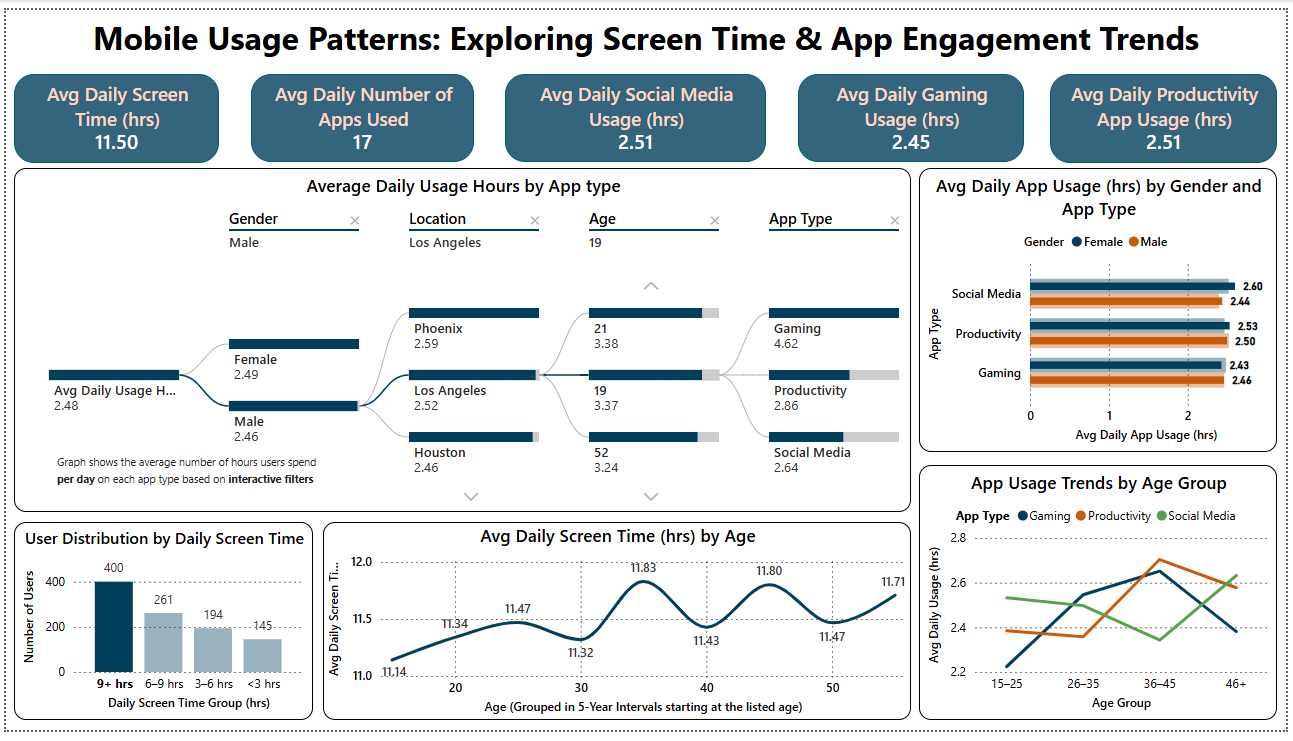 Mobile Usage Patterns: Exploring Screen Time & App Engagement Trends
Avg Daily Screen
Time (hrs)
11.50
Avg Daily Number of
Apps Used
17
Avg Daily Social Media
Usage (hrs)
2.51
Avg Daily Gaming
Usage (hrs)
2.45
Avg Daily Productivity
App Usage (hrs)
2.51
Average Daily Usage Hours by App type
Gender ×
Male
Location ×
Los Angeles
Age ×
19
App Type ×
Avg Daily Usage H...
2.48
Female
2.49
Male
2.46
Phoenix
2.59
Los Angeles
2.52
Houston
2.46
21
3.38
19
3.37
52
3.24
Gaming
4.62
Productivity
2.86
Social Media
2.64
Graph shows the average number of hours users spend
per day on each app type based on interactive filters
Avg Daily App Usage (hrs) by Gender and
App Type
Gender Female Male
App Type
Social Media
2.60
2.44
Productivity
2.53
2.50
Gaming
2.43
2.46
0 1 2
Avg Daily App Usage (hrs)
User Distribution by Daily Screen Time
Number of Users
400
200
0
400
261
194
145
9+ hrs 6–9 hrs 3–6 hrs <3 hrs
Daily Screen Time Group (hrs)
Avg Daily Screen Time (hrs) by Age
Avg Daily Screen Ti...
12.0
11.5
11.0
11.14
11.34
11.47
11.32
11.83
11.43
11.80
11.47
11.71
20 30 40 50
Age (Grouped in 5-Year Intervals starting at the listed age)
App Usage Trends by Age Group
App Type Gaming Productivity Social Media
Avg Daily Usage (hrs)
2.8
2.6
2.4
2.2
15–25 26–35 36–45 46+
Age Group